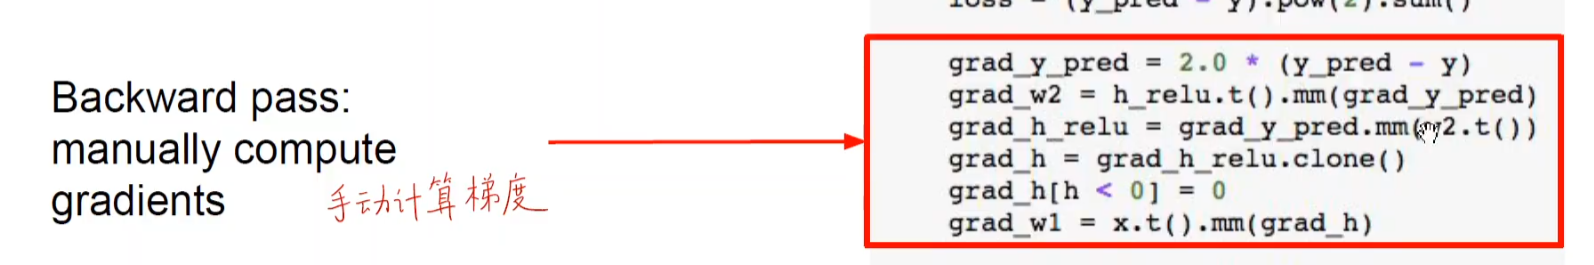 loss = (y_pred - y).pow(2).sum()
Backward pass:
manually compute
gradients
手动计算梯度
grad_y_pred = 2.0 * (y_pred - y)
grad_w2 = h_relu.t().mm(grad_y_pred)
grad_h_relu = grad_y_pred.mm(w2.t())
grad_h = grad_h_relu.clone()
grad_h[h < 0] = 0
grad_w1 = x.t().mm(grad_h)